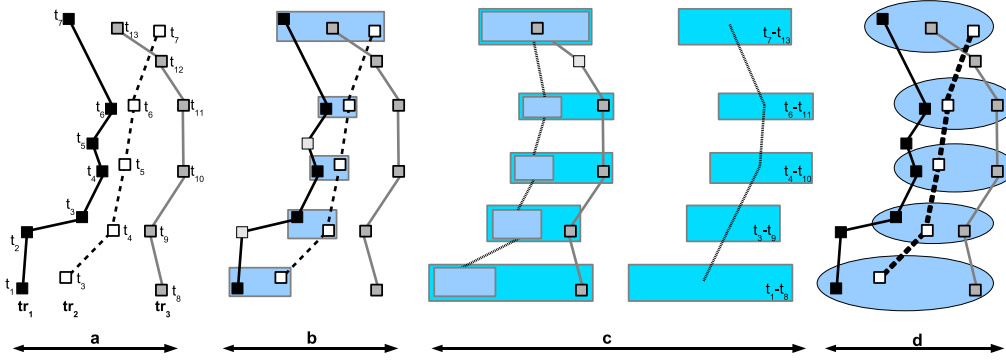 t7
t13
t7
t12
t6
t6
t11
t5
t5
t4
t10
t3
t2
t4
t9
t1
t3
t8
tr1
tr2
tr3
t7-t13
t6-t11
t4-t10
t3-t9
t1-t8
a
b
c
d